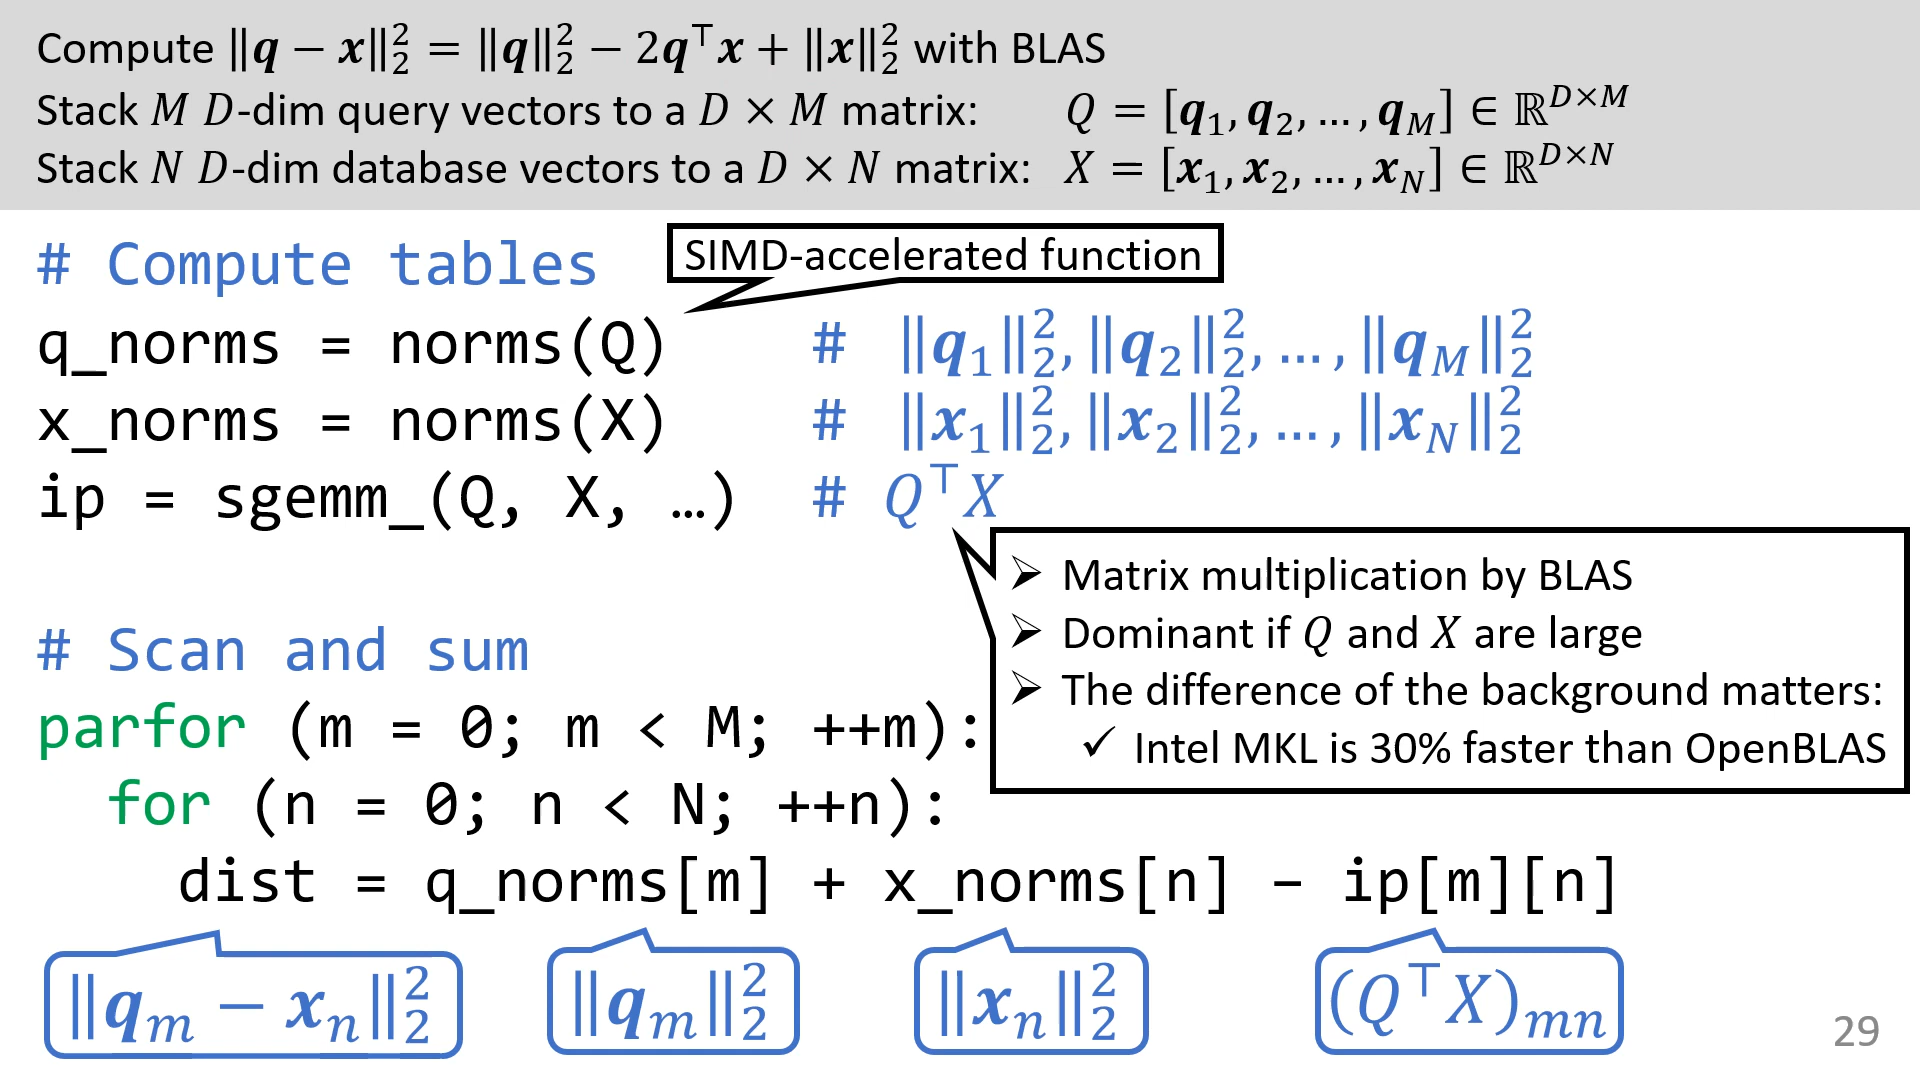 Compute ‖q − x‖₂² = ‖q‖₂² − 2q⊤x + ‖x‖₂² with BLAS
Stack M D-dim query vectors to a D × M matrix: Q = [q₁, q₂, … , q_M] ∈ ℝ^{D×M}
Stack N D-dim database vectors to a D × N matrix: X = [x₁, x₂, … , x_N] ∈ ℝ^{D×N}
# Compute tables
SIMD-accelerated function
q_norms = norms(Q) # ‖q₁‖₂², ‖q₂‖₂², … , ‖q_M‖₂²
x_norms = norms(X) # ‖x₁‖₂², ‖x₂‖₂², … , ‖x_N‖₂²
ip = sgemm_(Q, X, …) # Q⊤X
➢ Matrix multiplication by BLAS
➢ Dominant if Q and X are large
➢ The difference of the background matters:
✓ Intel MKL is 30% faster than OpenBLAS
# Scan and sum
parfor (m = 0; m < M; ++m):
for (n = 0; n < N; ++n):
dist = q_norms[m] + x_norms[n] – ip[m][n]
‖q_m − x_n‖₂² ‖q_m‖₂² ‖x_n‖₂² (Q⊤X)_{mn}
29